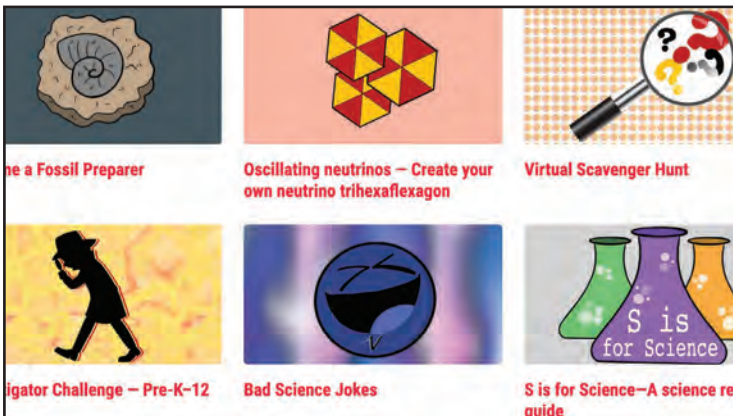 ? ?
ne a Fossil Preparer
Oscillating neutrinos — Create your
own neutrino trihexaflexagon
Virtual Scavenger Hunt
S is
for Science
tigator Challenge — Pre-K–12
Bad Science Jokes
S is for Science—A science re
guide